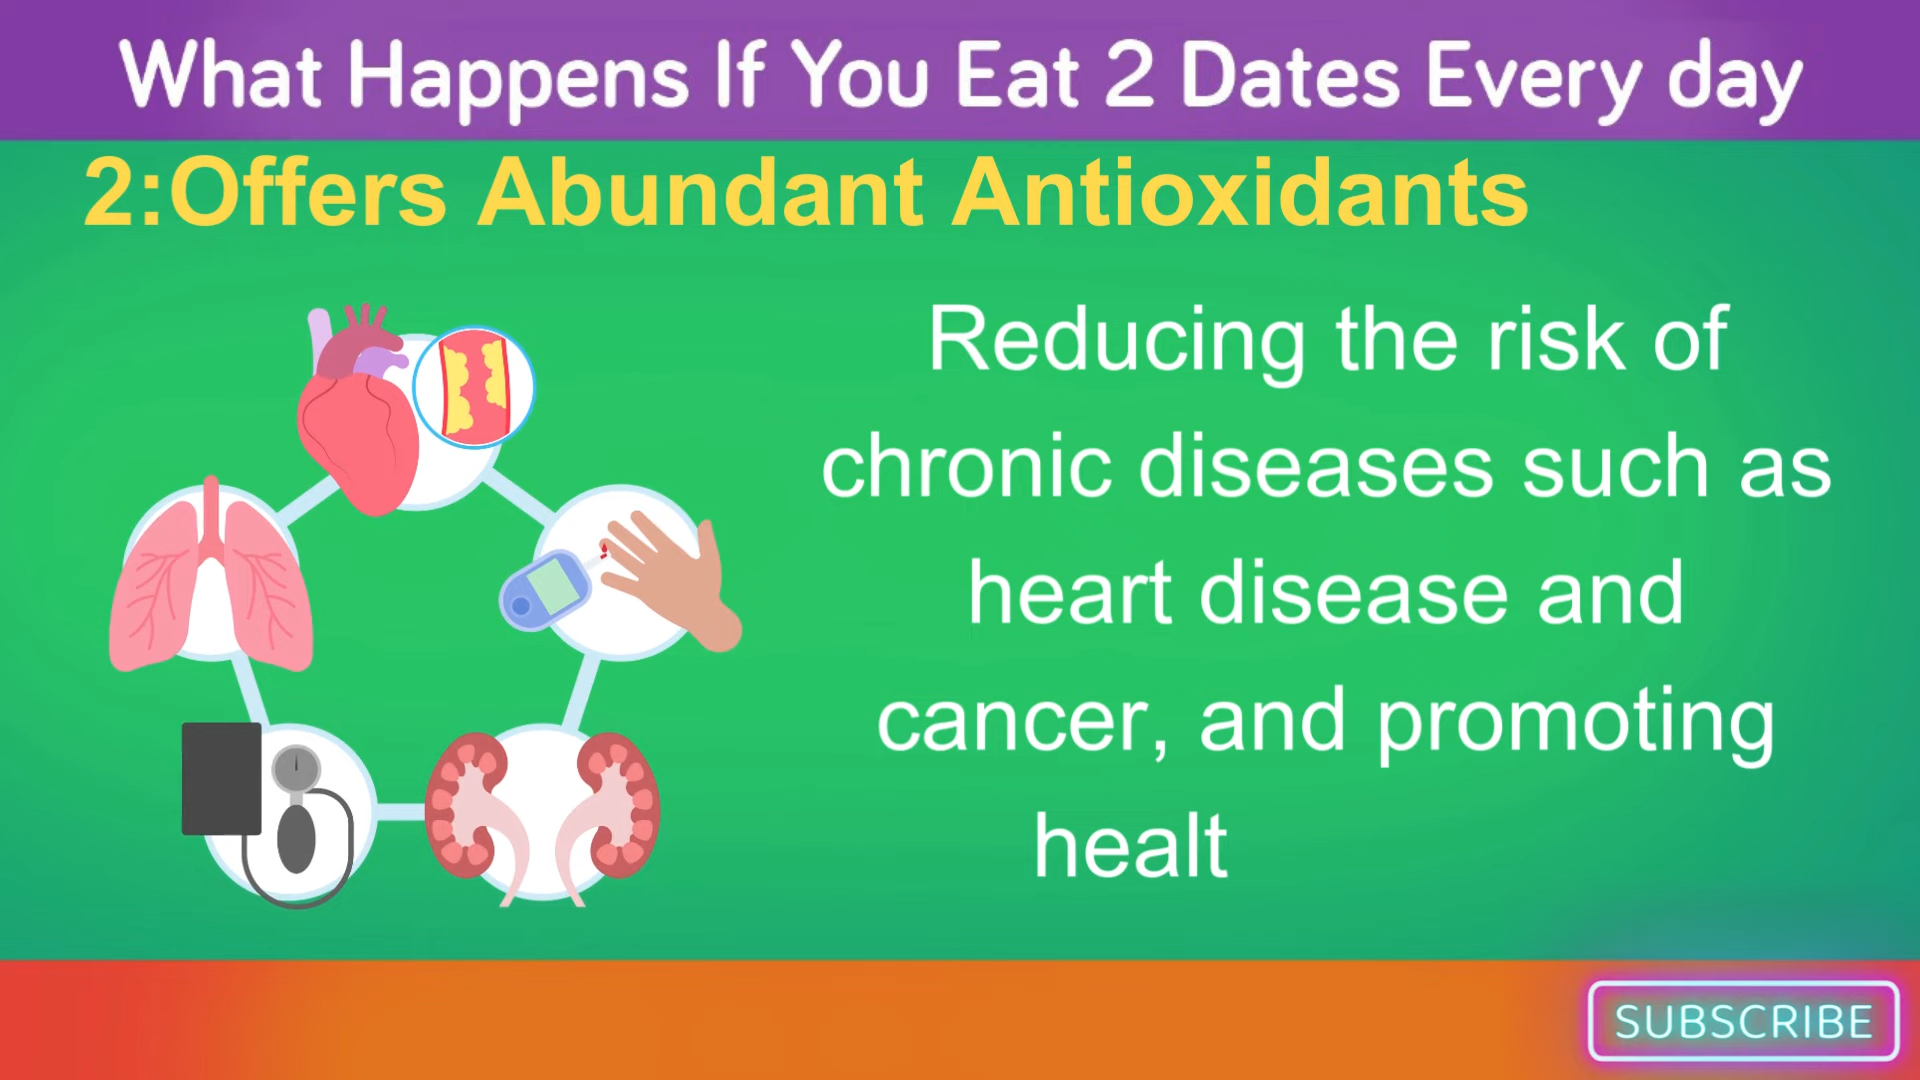 What Happens If You Eat 2 Dates Every day
2:Offers Abundant Antioxidants
Reducing the risk of
chronic diseases such as
heart disease and
cancer, and promoting
healt
SUBSCRIBE